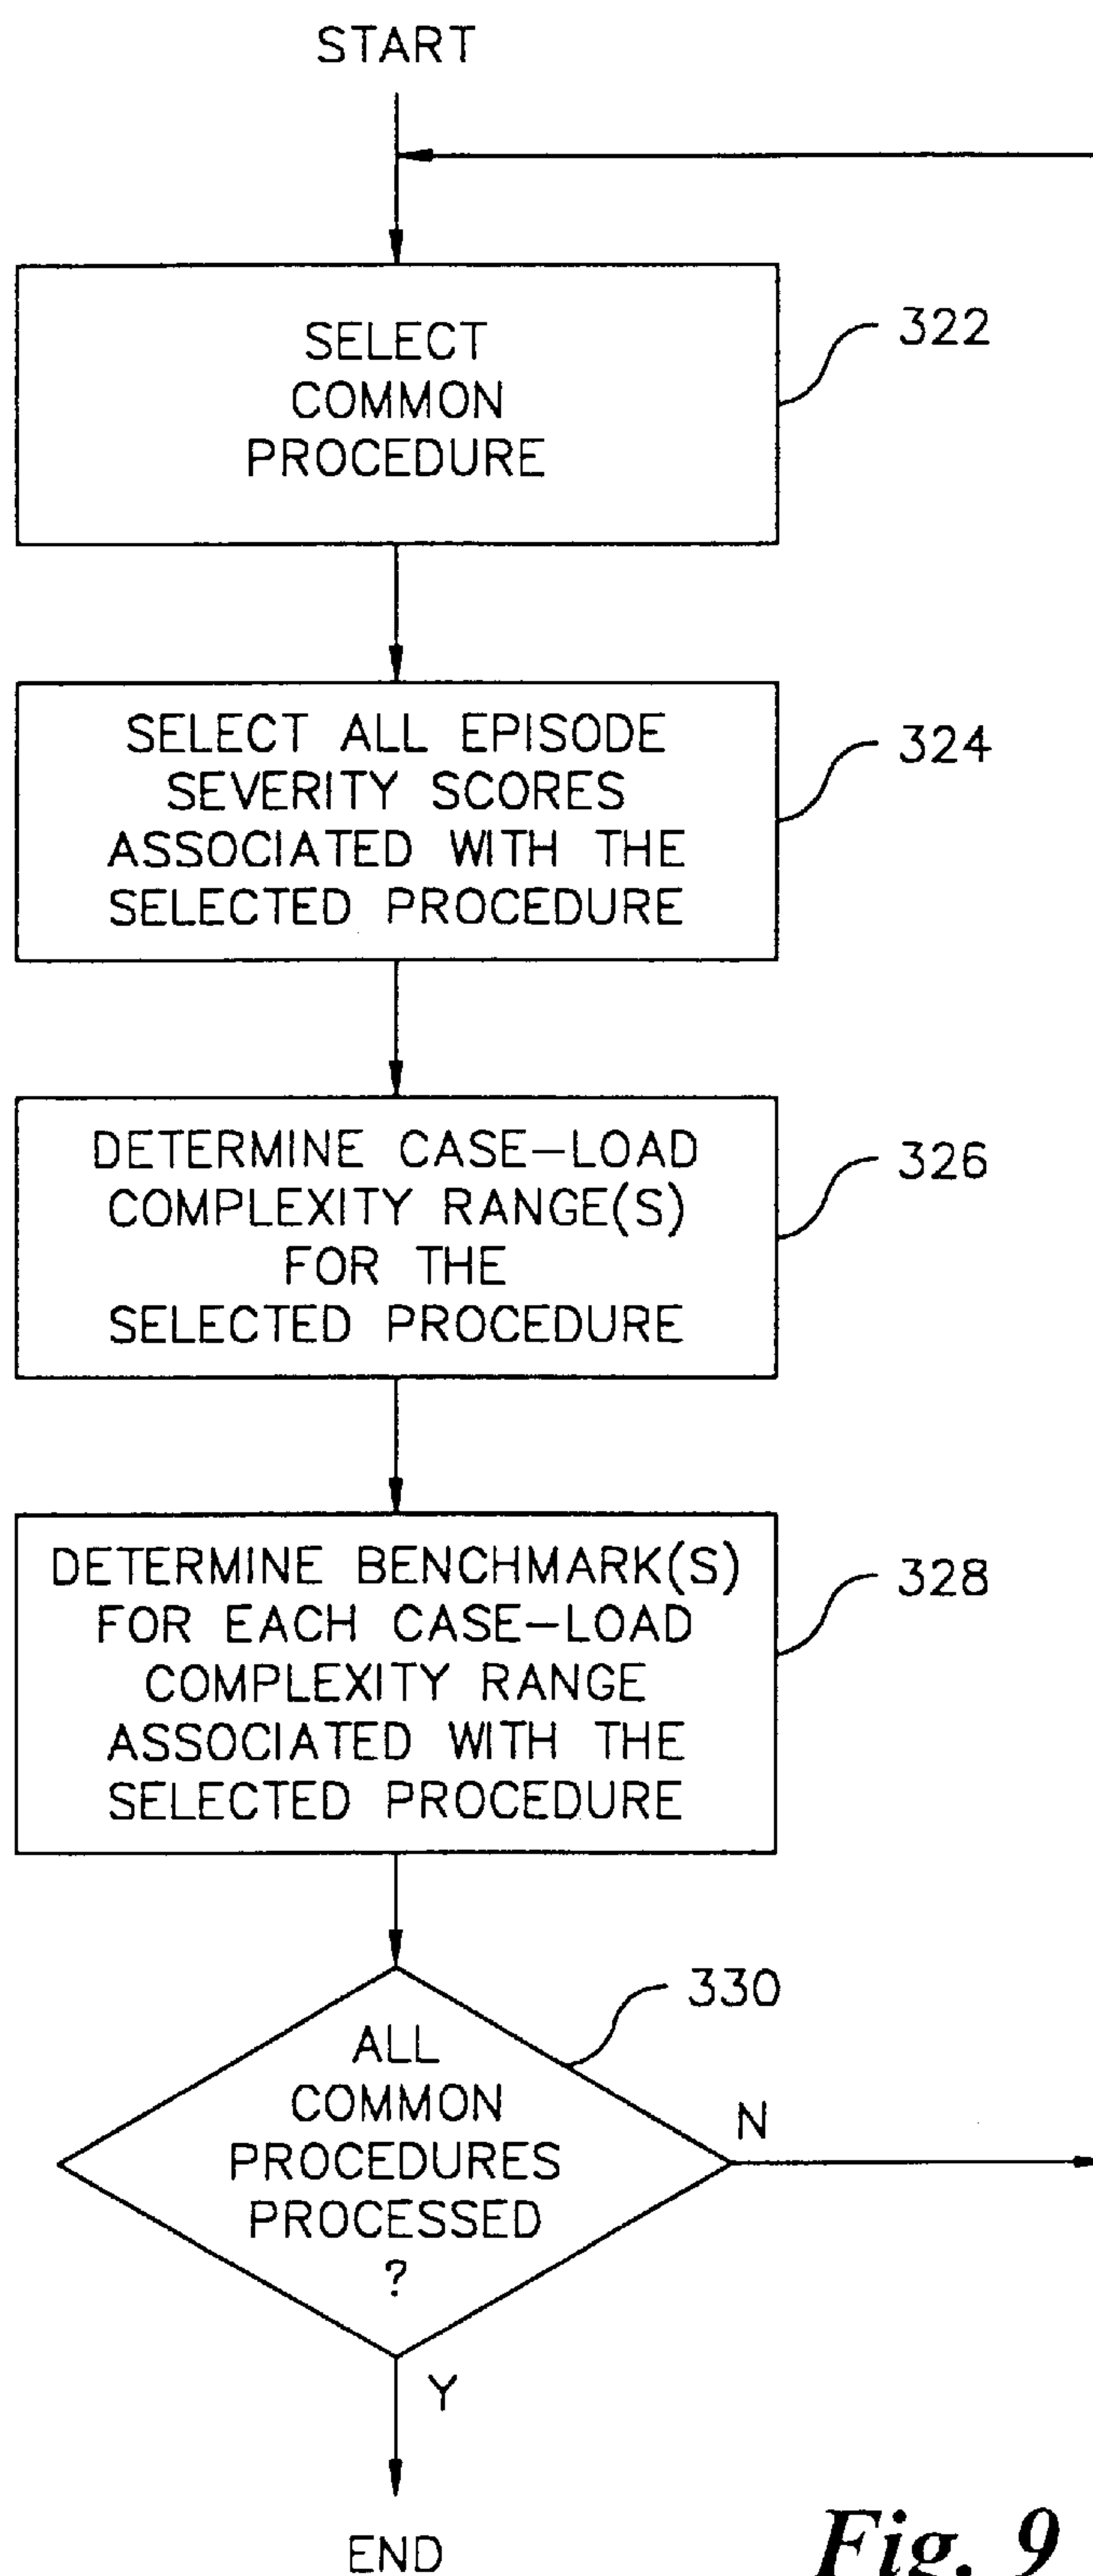 START
SELECT
COMMON
PROCEDURE
322
SELECT ALL EPISODE
SEVERITY SCORES
ASSOCIATED WITH THE
SELECTED PROCEDURE
324
DETERMINE CASE-LOAD
COMPLEXITY RANGE(S)
FOR THE
SELECTED PROCEDURE
326
DETERMINE BENCHMARK(S)
FOR EACH CASE-LOAD
COMPLEXITY RANGE
ASSOCIATED WITH THE
SELECTED PROCEDURE
328
330
ALL
COMMON
PROCEDURES
PROCESSED
?
N
Y
END
Fig. 9